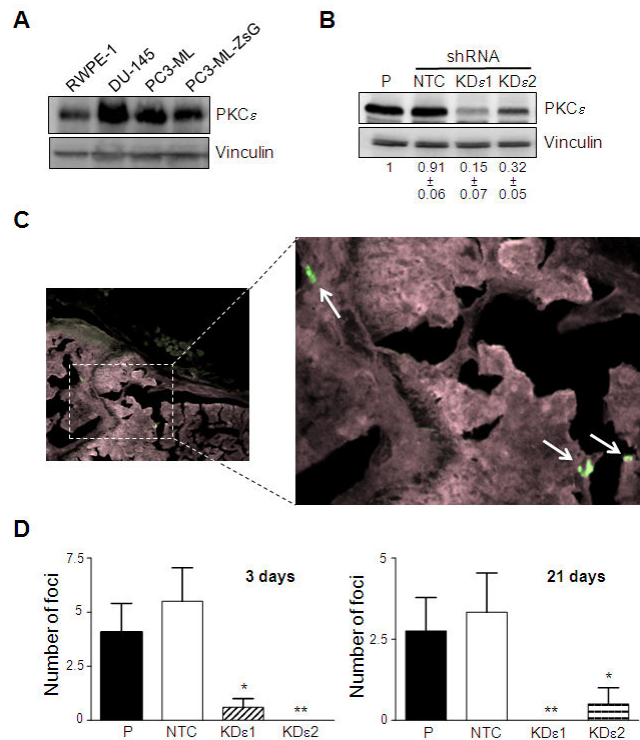 A
RWPE-1 DU-145 PC3-ML PC3-ML-ZsG
PKCε
Vinculin
B
shRNA
P NTC KDε1 KDε2
PKCε
Vinculin
1 0.91 ± 0.06 0.15 ± 0.07 0.32 ± 0.05
C
D
Number of foci
7.5
5
2.5
0
3 days
*
**
P NTC KDε1 KDε2
Number of foci
5
2.5
0
21 days
**
*
P NTC KDε1 KDε2